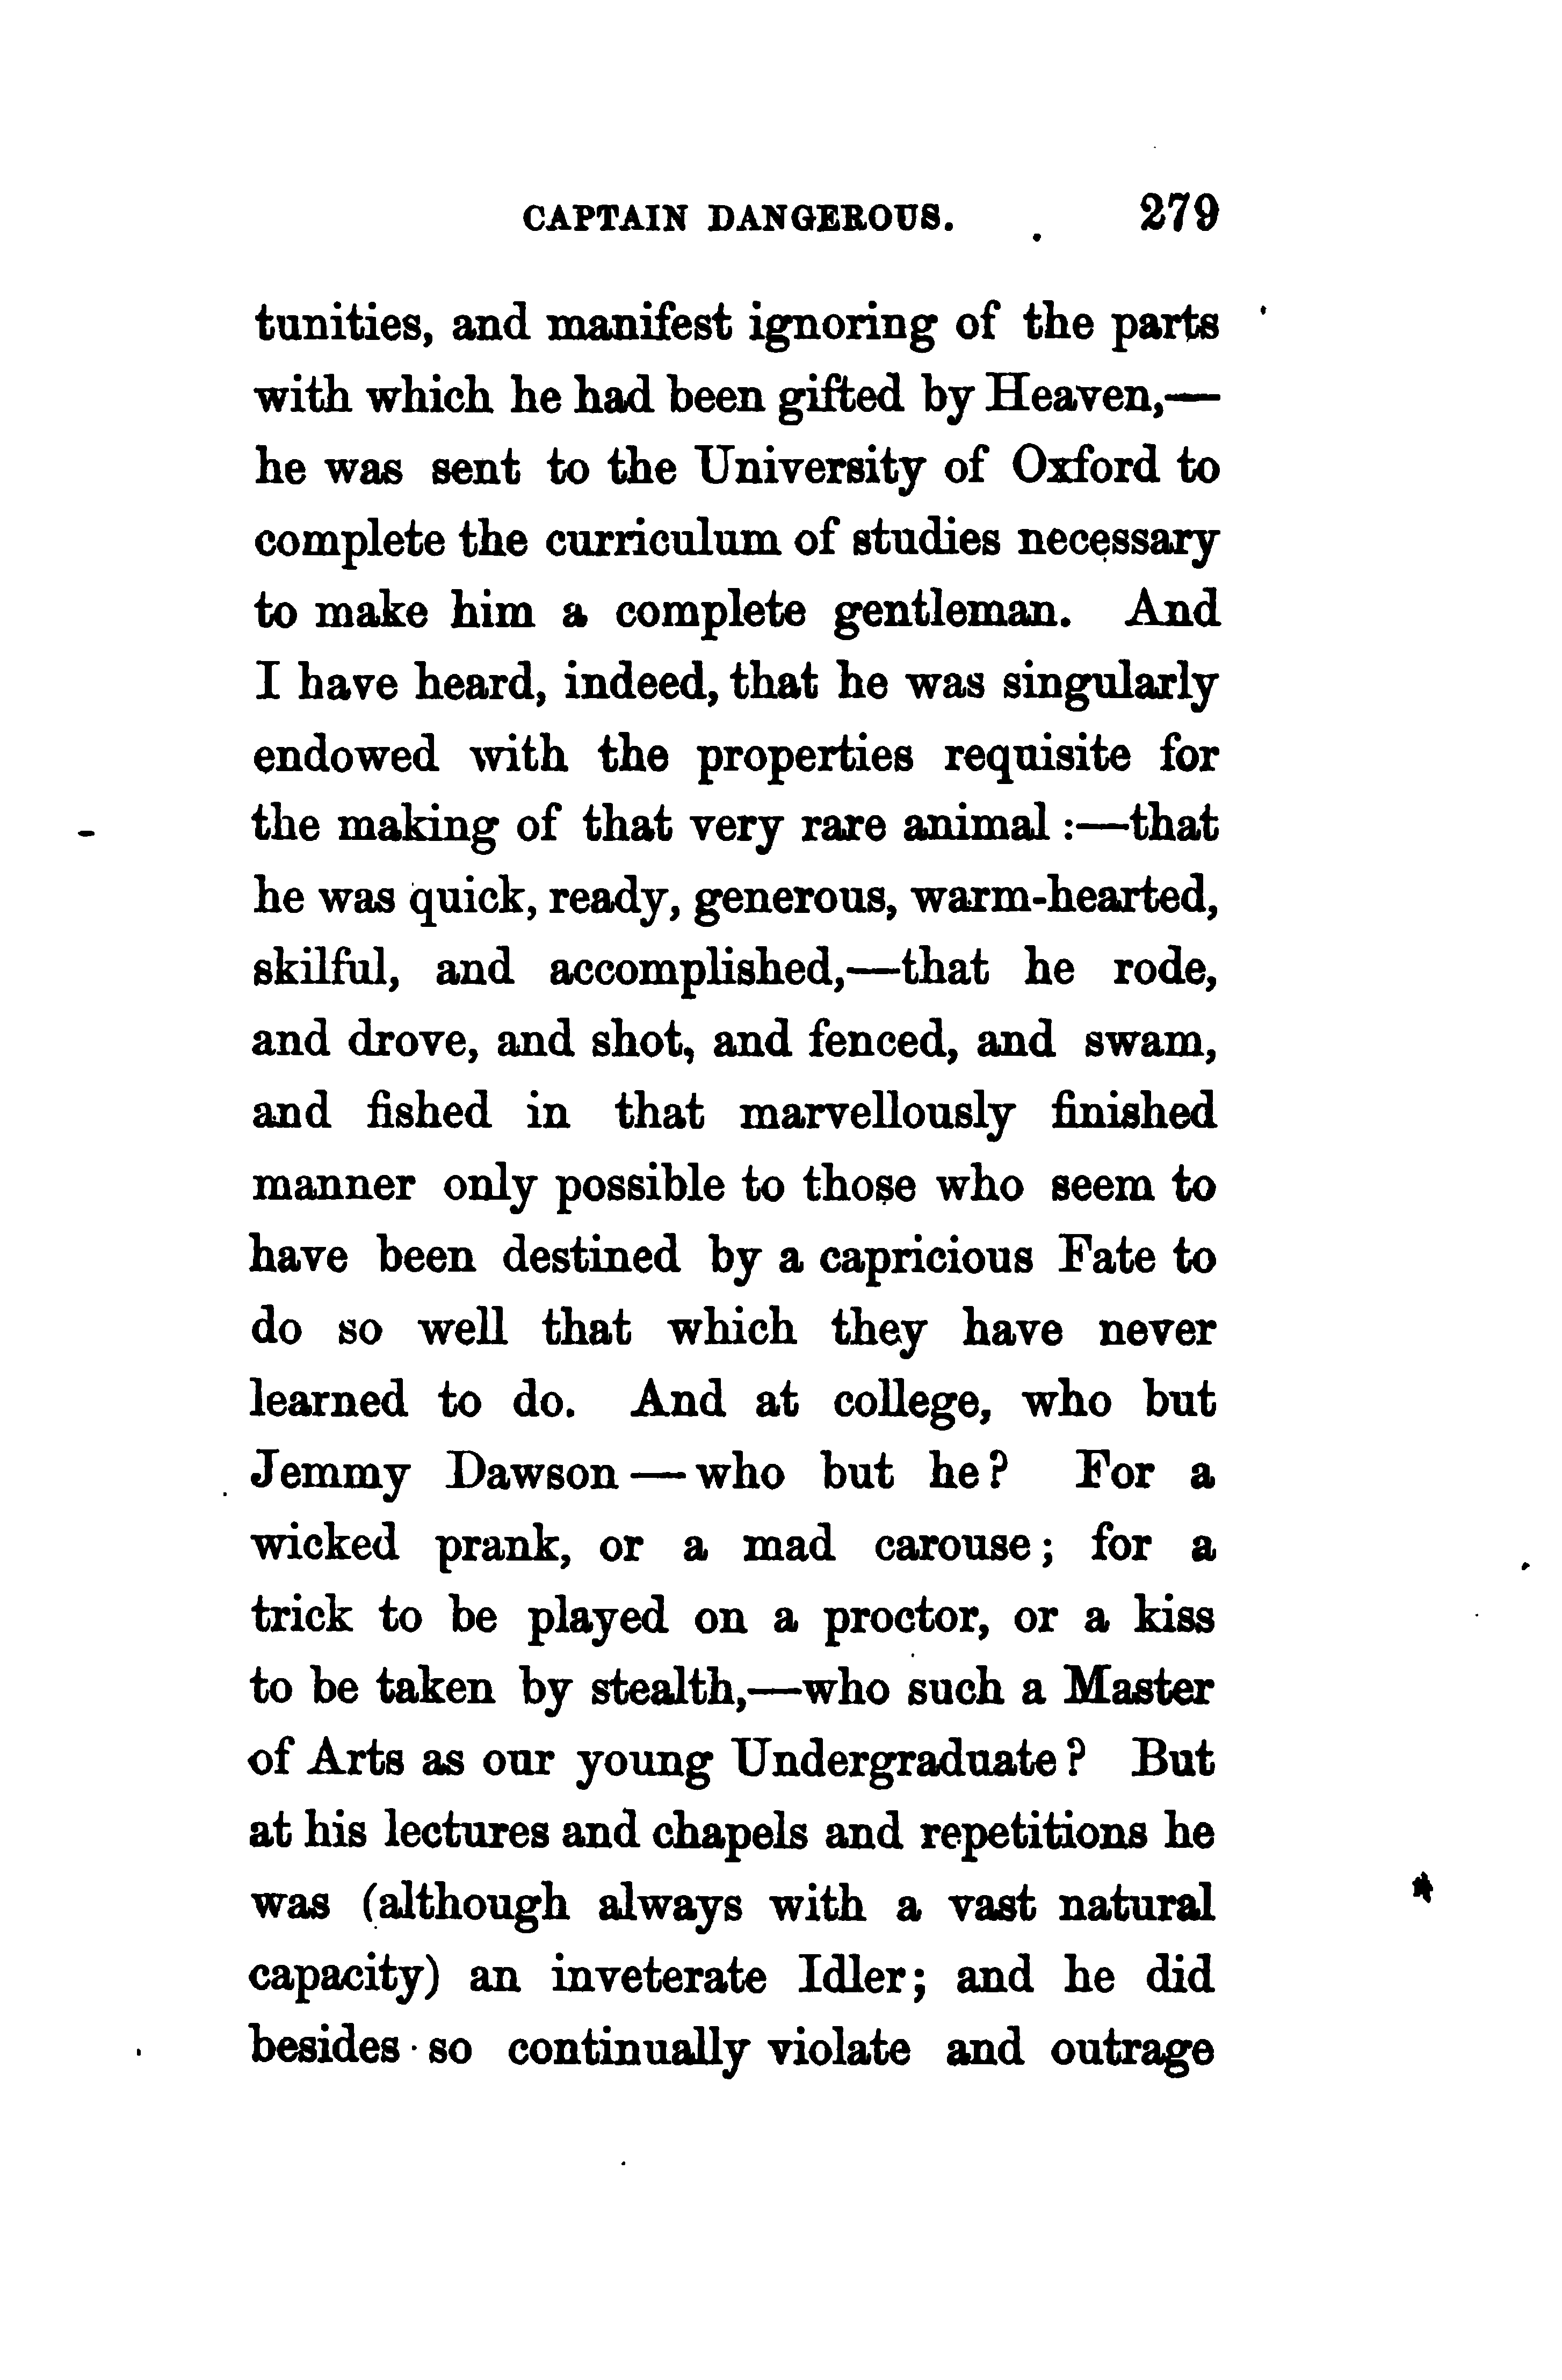 CAPTAIN DANGEROUS. 279
tunities, and manifest ignoring of the parts
with which he had been gifted by Heaven,—
he was sent to the University of Oxford to
complete the curriculum of studies necessary
to make him a complete gentleman. And
I have heard, indeed, that he was singularly
endowed with the properties requisite for
the making of that very rare animal:—that
he was quick, ready, generous, warm-hearted,
skilful, and accomplished,—that he rode,
and drove, and shot, and fenced, and swam,
and fished in that marvellously finished
manner only possible to those who seem to
have been destined by a capricious Fate to
do so well that which they have never
learned to do. And at college, who but
Jemmy Dawson—who but he? For a
wicked prank, or a mad carouse; for a
trick to be played on a proctor, or a kiss
to be taken by stealth,—who such a Master
of Arts as our young Undergraduate? But
at his lectures and chapels and repetitions he
was (although always with a vast natural
capacity) an inveterate Idler; and he did
besides so continually violate and outrage